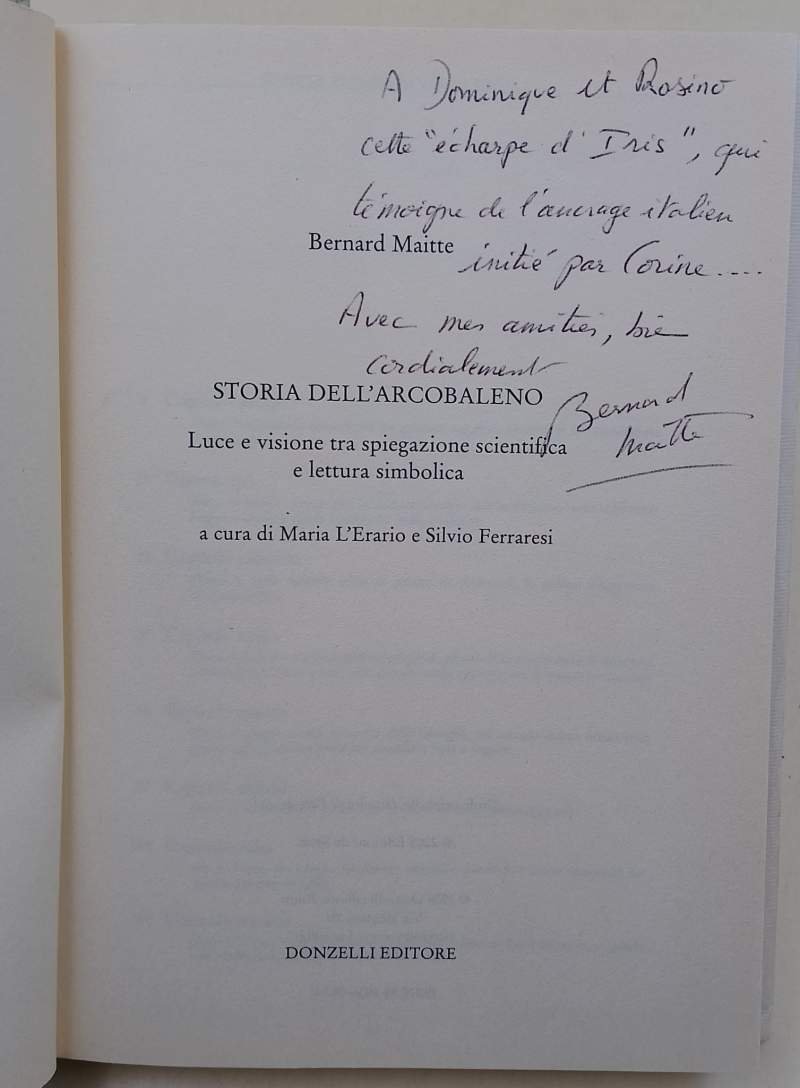 A Dominique et Rosino
cette "écharpe d'Iris", qui
témoigne de l'ancrage italien
Bernard Maitte
initié par Corine....
Avec mes amitiés, bien
cordialement
STORIA DELL'ARCOBALENO
Bernard
Maitte
Luce e visione tra spiegazione scientifica
e lettura simbolica
a cura di Maria L'Erario e Silvio Ferraresi
DONZELLI EDITORE